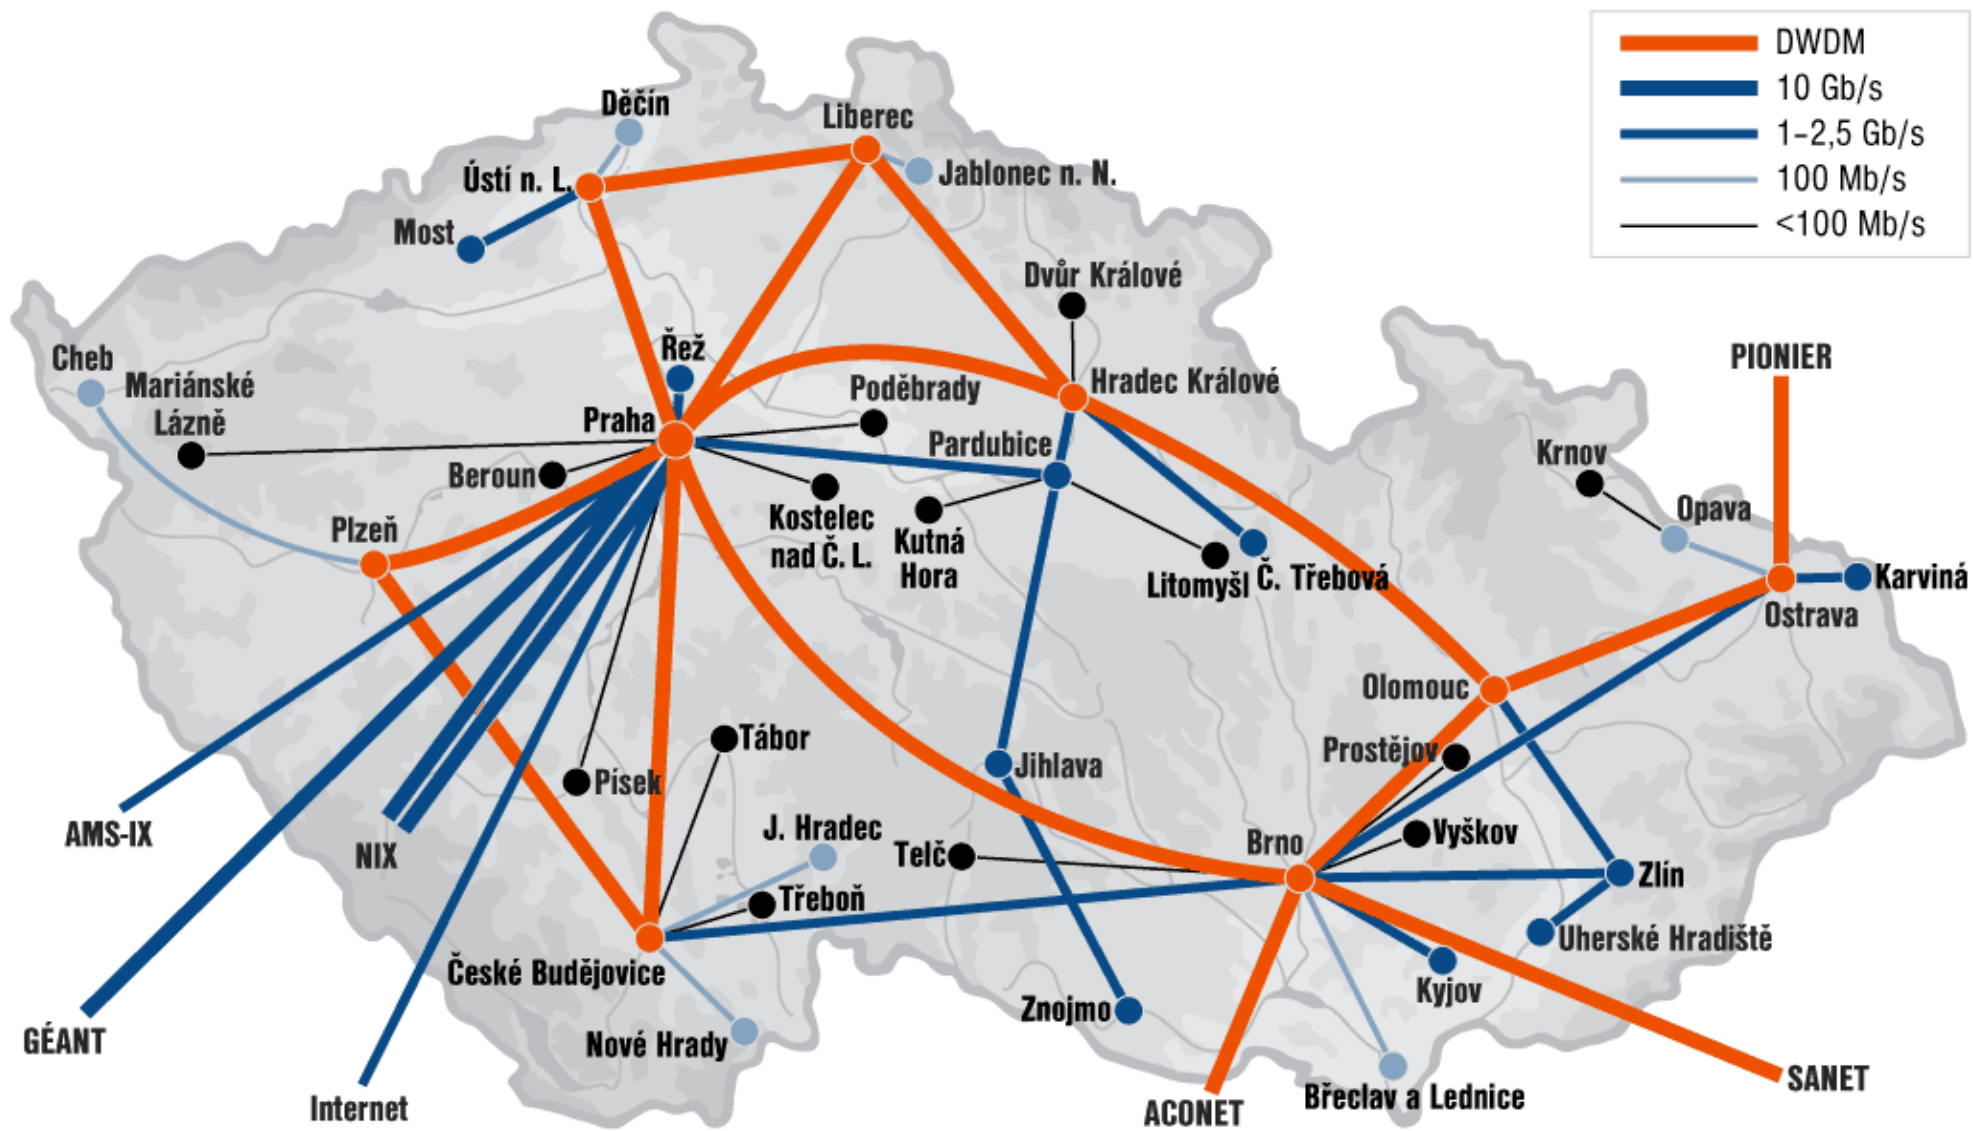 DWDM
10 Gb/s
1–2,5 Gb/s
100 Mb/s
<100 Mb/s
Děčín
Liberec
Ústí n. L.
Jablonec n. N.
Most
Dvůr Králové
Cheb
Mariánské
Lázně
Řež
Praha
Poděbrady
Hradec Králové
PIONIER
Pardubice
Beroun
Krnov
Plzeň
Kostelec
nad Č. L.
Kutná
Hora
Litomyšl
Č. Třebová
Opava
Karviná
Ostrava
Olomouc
Tábor
Prostějov
Písek
Jihlava
AMS-IX
NIX
J. Hradec
Telč
Brno
Vyškov
Třeboň
Zlín
Uherské Hradiště
České Budějovice
Kyjov
Znojmo
GÉANT
Nové Hrady
Internet
ACONET
Břeclav a Lednice
SANET